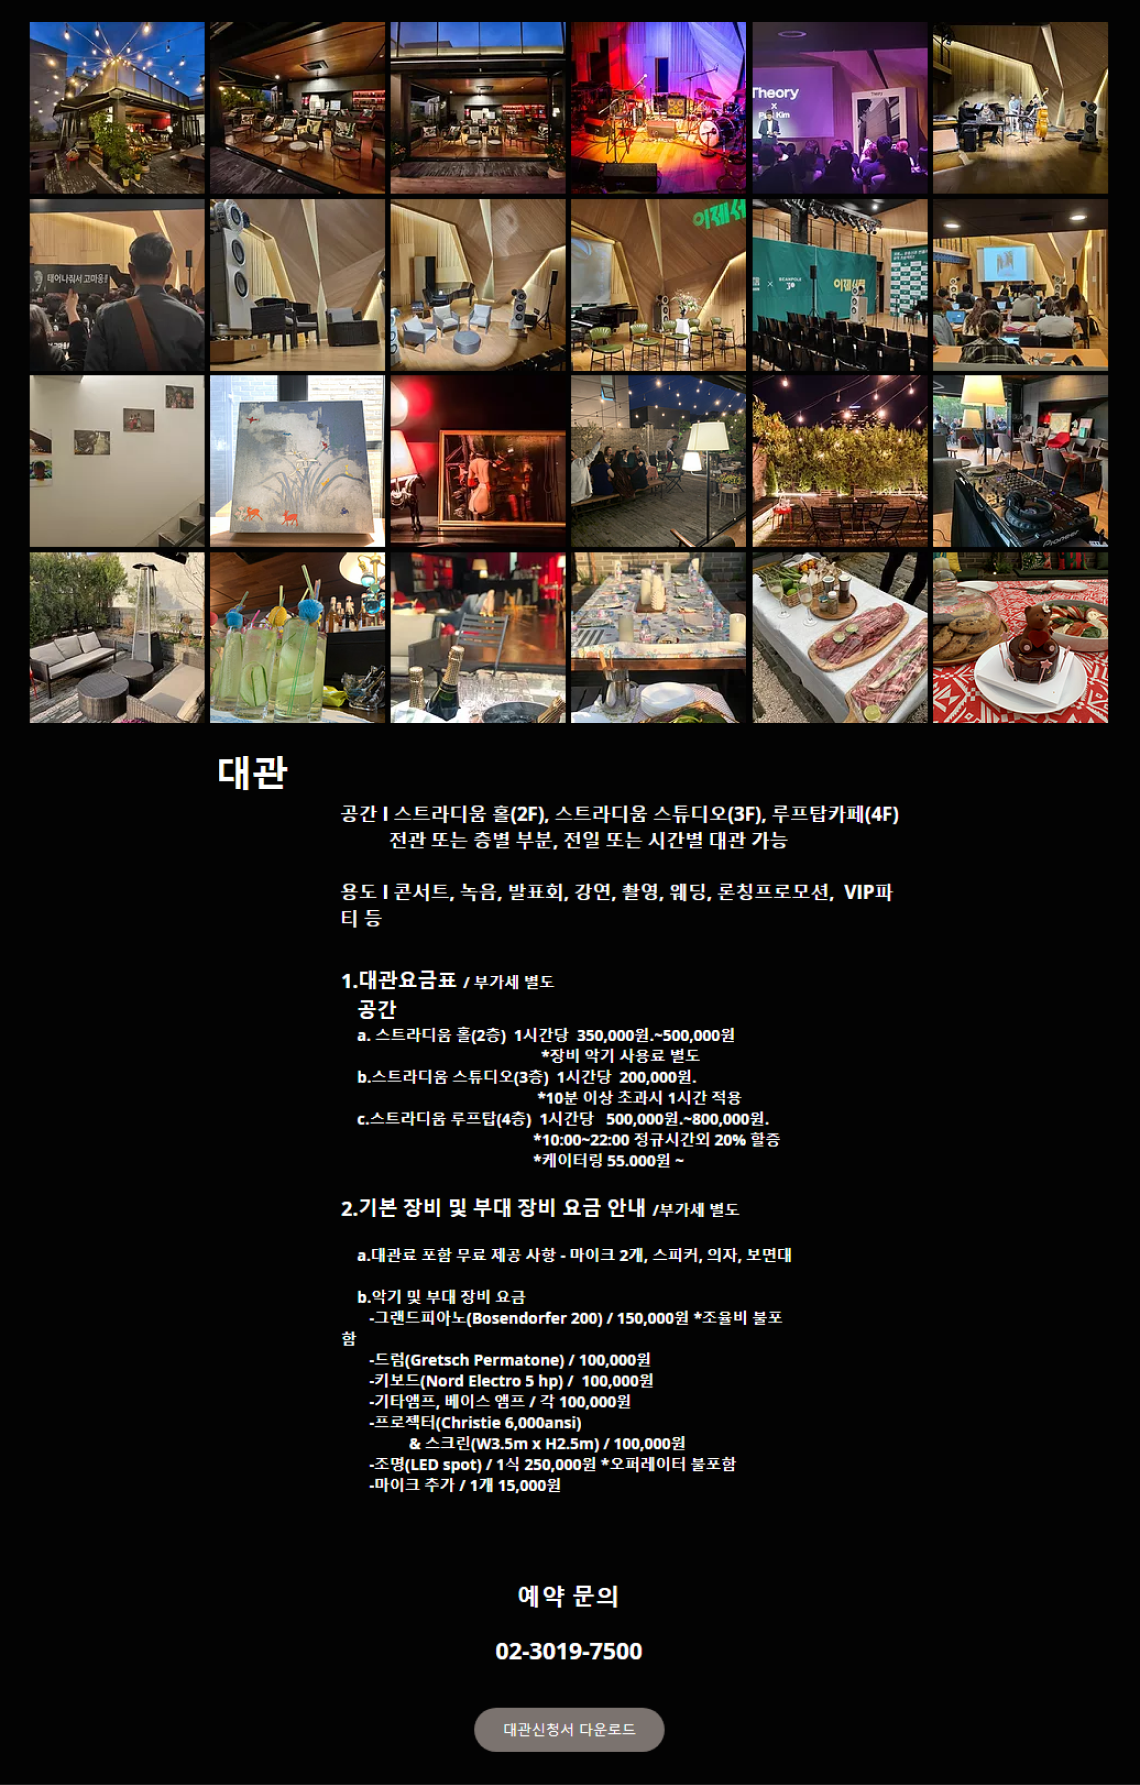 Theory
x
Kim
Theory
이제서
태어나줘서 고마웅
x
BEANPOLE
이제서야
Pioneer
대관
공간 I 스트라디움 홀(2F), 스트라디움 스튜디오(3F), 루프탑카페(4F)
전관 또는 층별 부분, 전일 또는 시간별 대관 가능
용도 I 콘서트, 녹음, 발표회, 강연, 촬영, 웨딩, 론칭프로모션, VIP파
티 등
1.대관요금표 / 부가세 별도
공간
a. 스트라디움 홀(2층) 1시간당 350,000원.~500,000원
*장비 악기 사용료 별도
b.스트라디움 스튜디오(3층) 1시간당 200,000원.
*10분 이상 초과시 1시간 적용
c.스트라디움 루프탑(4층) 1시간당 500,000원.~800,000원.
*10:00~22:00 정규시간외 20% 할증
*케이터링 55.000원 ~
2.기본 장비 및 부대 장비 요금 안내 /부가세 별도
a.대관료 포함 무료 제공 사항 - 마이크 2개, 스피커, 의자, 보면대
b.악기 및 부대 장비 요금
-그랜드피아노(Bosendorfer 200) / 150,000원 *조율비 불포
함
-드럼(Gretsch Permatone) / 100,000원
-키보드(Nord Electro 5 hp) / 100,000원
-기타앰프, 베이스 앰프 / 각 100,000원
-프로젝터(Christie 6,000ansi)
& 스크린(W3.5m x H2.5m) / 100,000원
-조명(LED spot) / 1식 250,000원 *오퍼레이터 불포함
-마이크 추가 / 1개 15,000원
예약 문의
02-3019-7500
대관신청서 다운로드